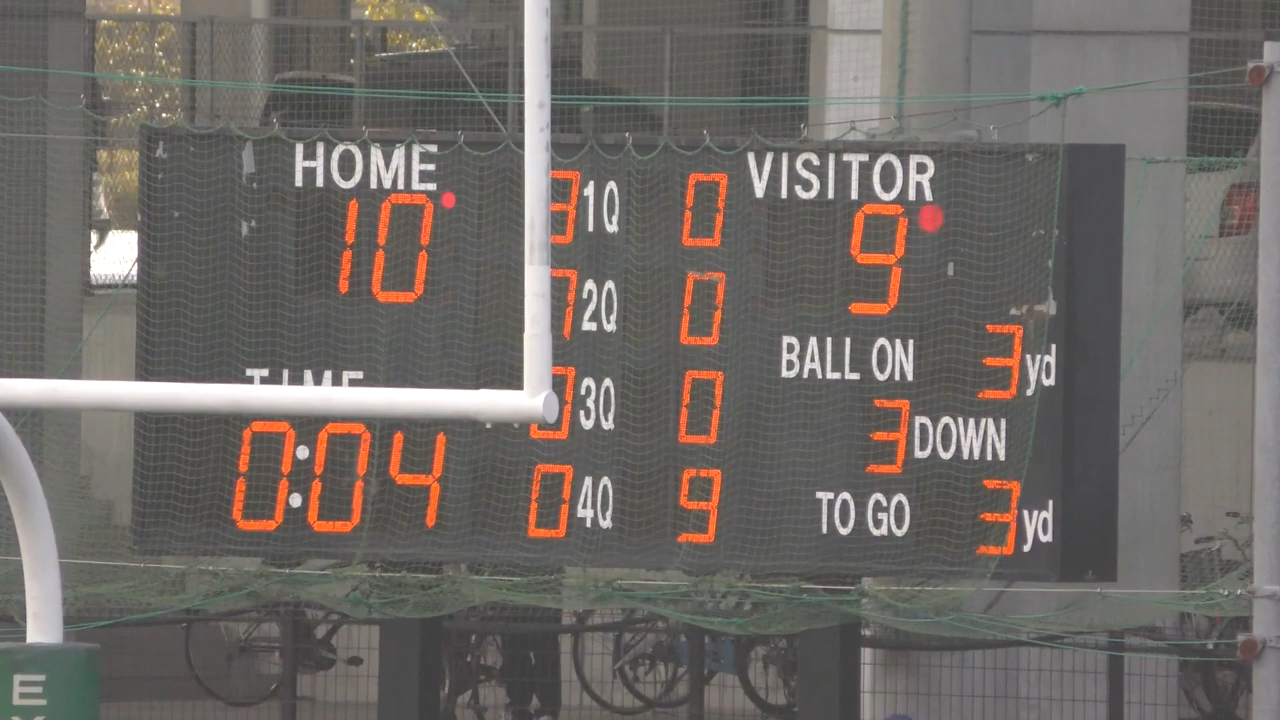 HOME
10
VISITOR
9
3 1Q 0
7 2Q 0
0 3Q 0
0 4Q 9
BALL ON 3 yd
3 DOWN
TO GO 3 yd
TIME
0:04
E